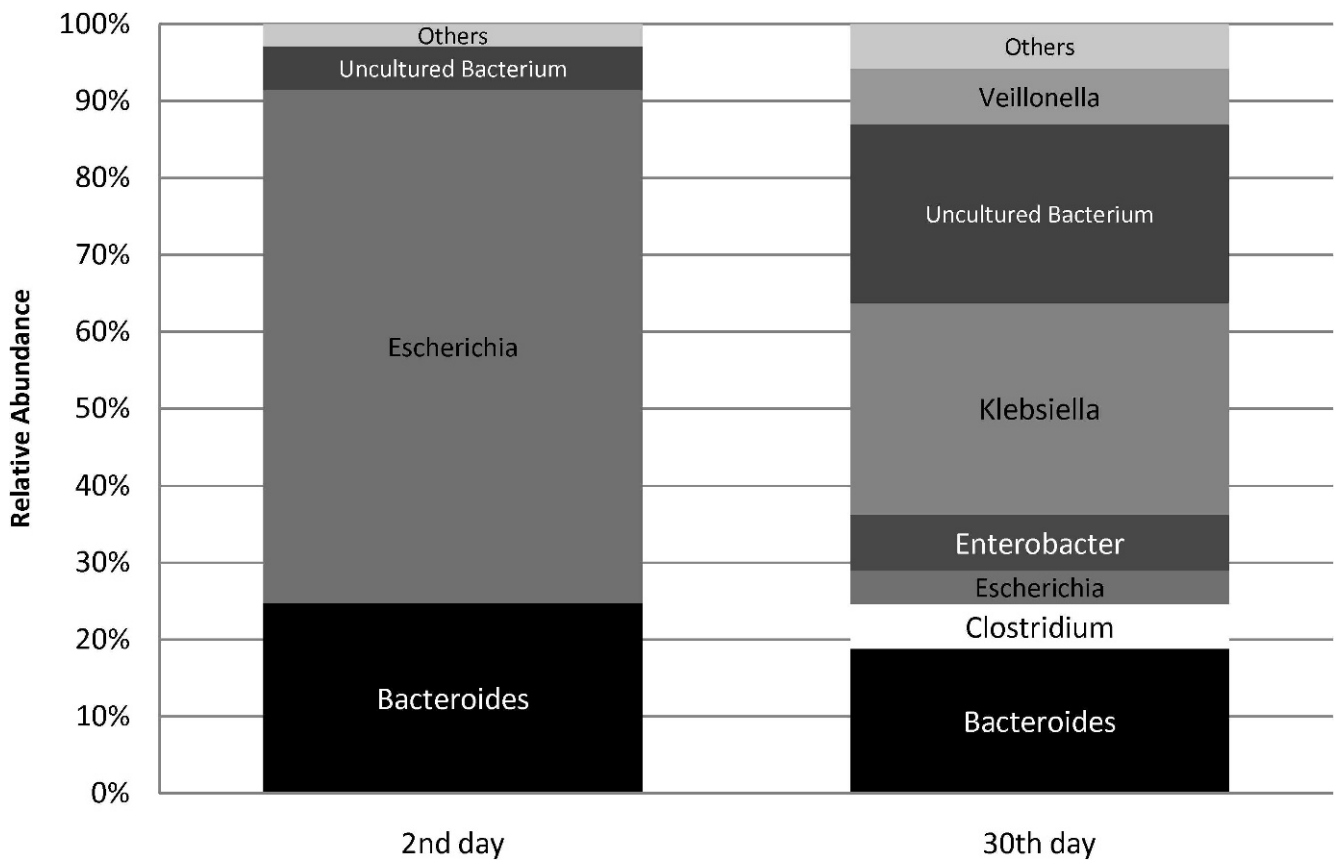 100%
90%
80%
70%
60%
50%
40%
30%
20%
10%
0%
Relative Abundance
Others
Uncultured Bacterium
Escherichia
Bacteroides
Others
Veillonella
Uncultured Bacterium
Klebsiella
Enterobacter
Escherichia
Clostridium
Bacteroides
2nd day
30th day